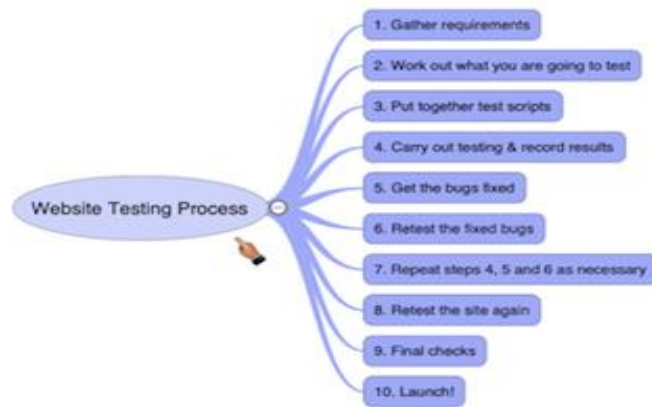 1. Gather requirements
2. Work out what you are going to test
3. Put together test scripts
4. Carry out testing & record results
5. Get the bugs fixed
Website Testing Process
6. Retest the fixed bugs
7. Repeat steps 4, 5 and 6 as necessary
8. Retest the site again
9. Final checks
10. Launch!